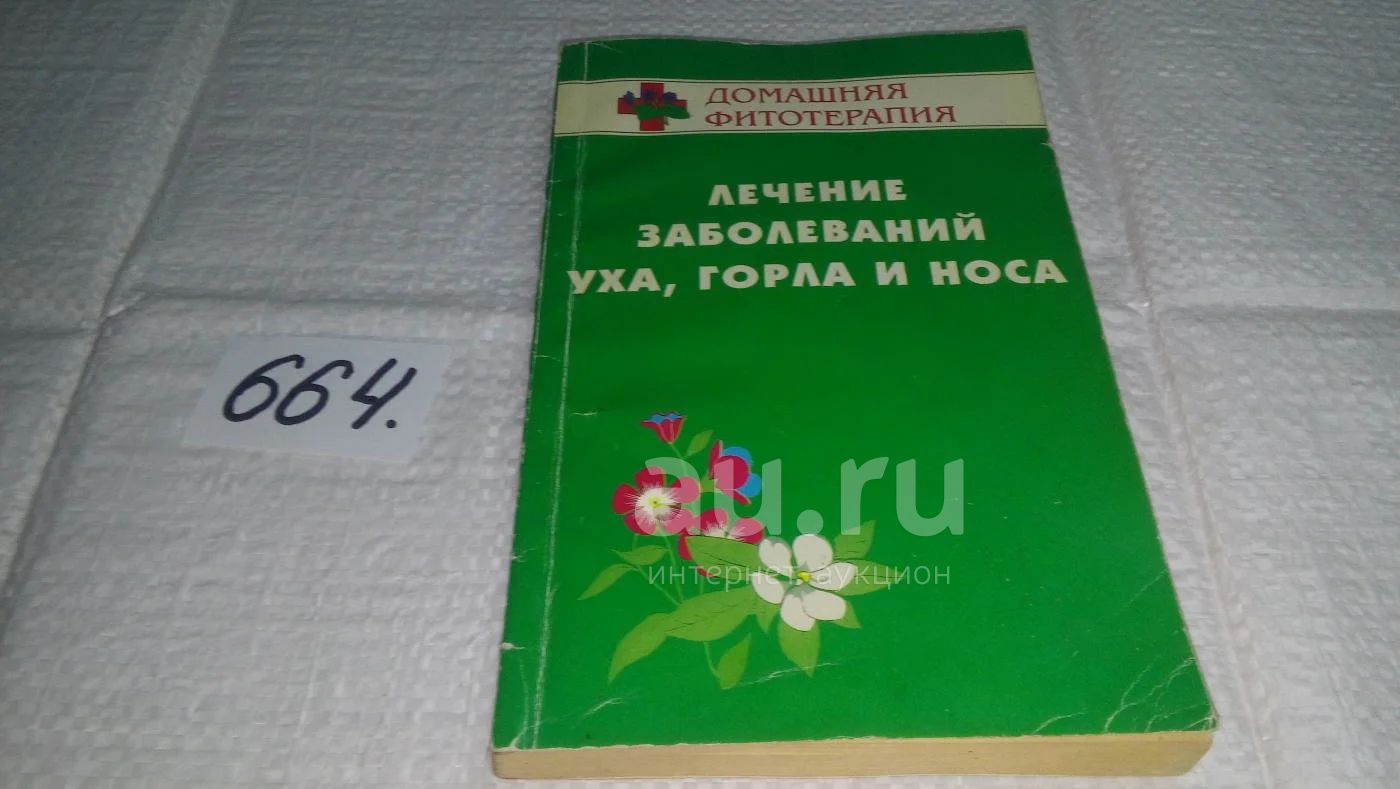 ДОМАШНЯЯ
ФИТОТЕРАПИЯ
ЛЕЧЕНИЕ
ЗАБОЛЕВАНИЙ
УХА, ГОРЛА И НОСА
664.
au.ru
интернет аукцион